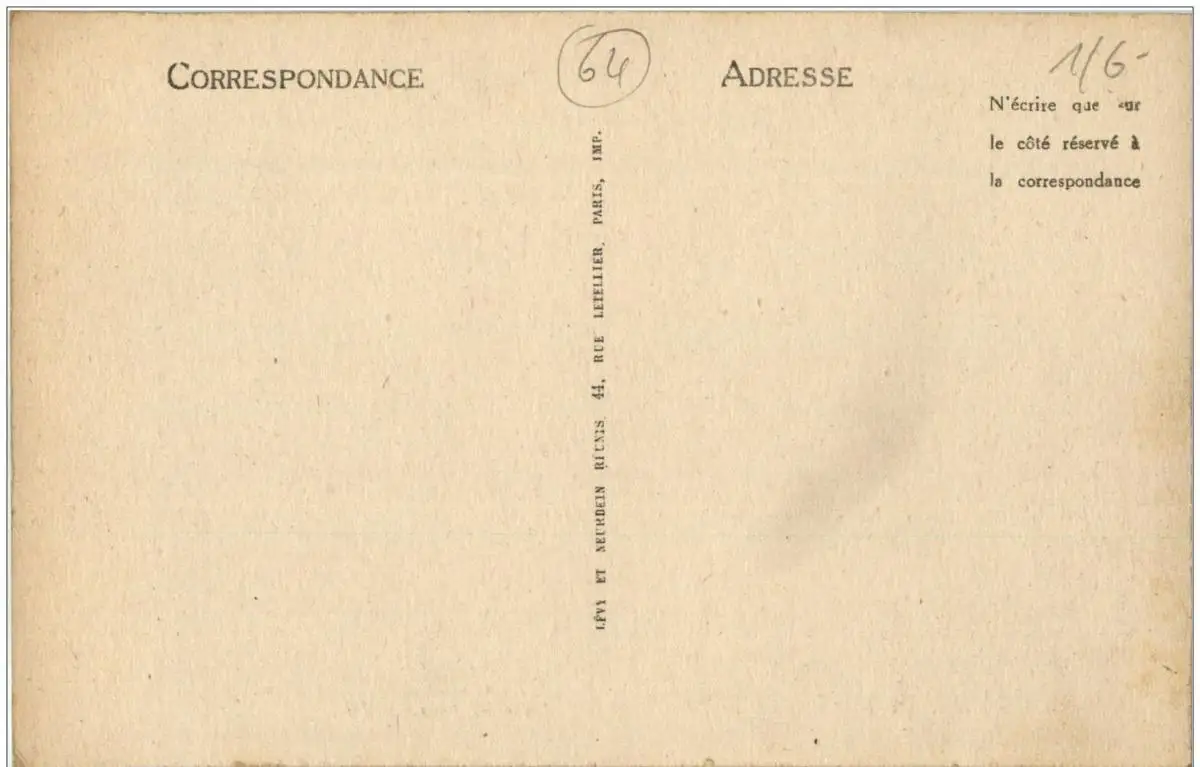 CORRESPONDANCE
64
ADRESSE
1/6-
N'écrire que sur
le côté réservé à
la correspondance
LÉVY ET NEURDEIN RÉUNIS, 44, RUE LETELLIER, PARIS, IMP.